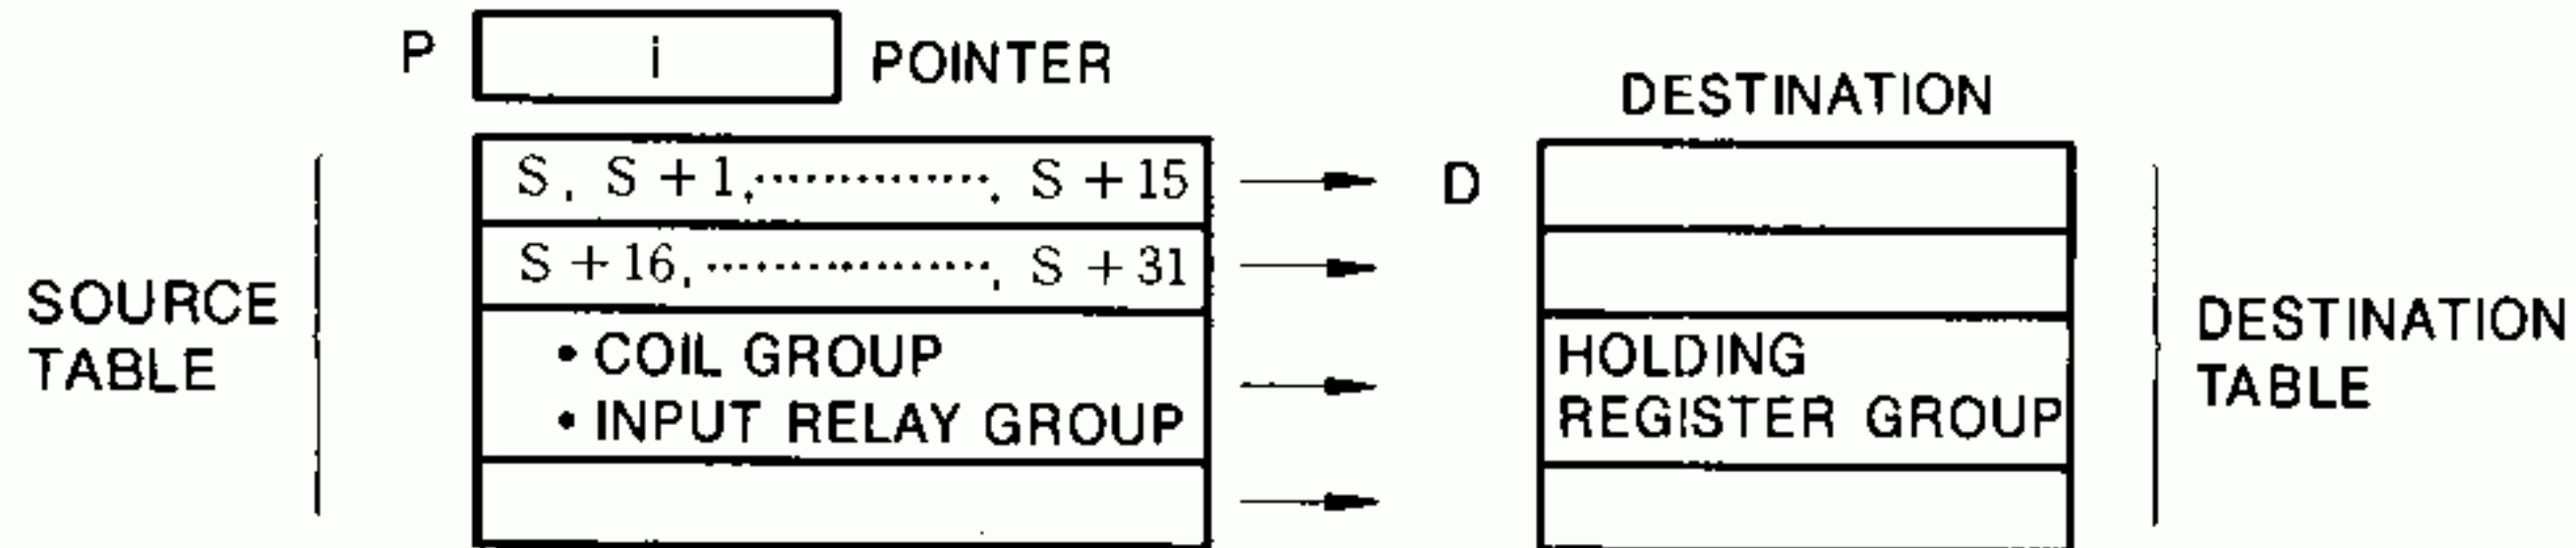 P i POINTER
DESTINATION
S, S + 1,··············, S + 15
D
S + 16, ·················, S + 31
SOURCE
TABLE
• COIL GROUP
• INPUT RELAY GROUP
HOLDING
REGISTER GROUP
DESTINATION
TABLE